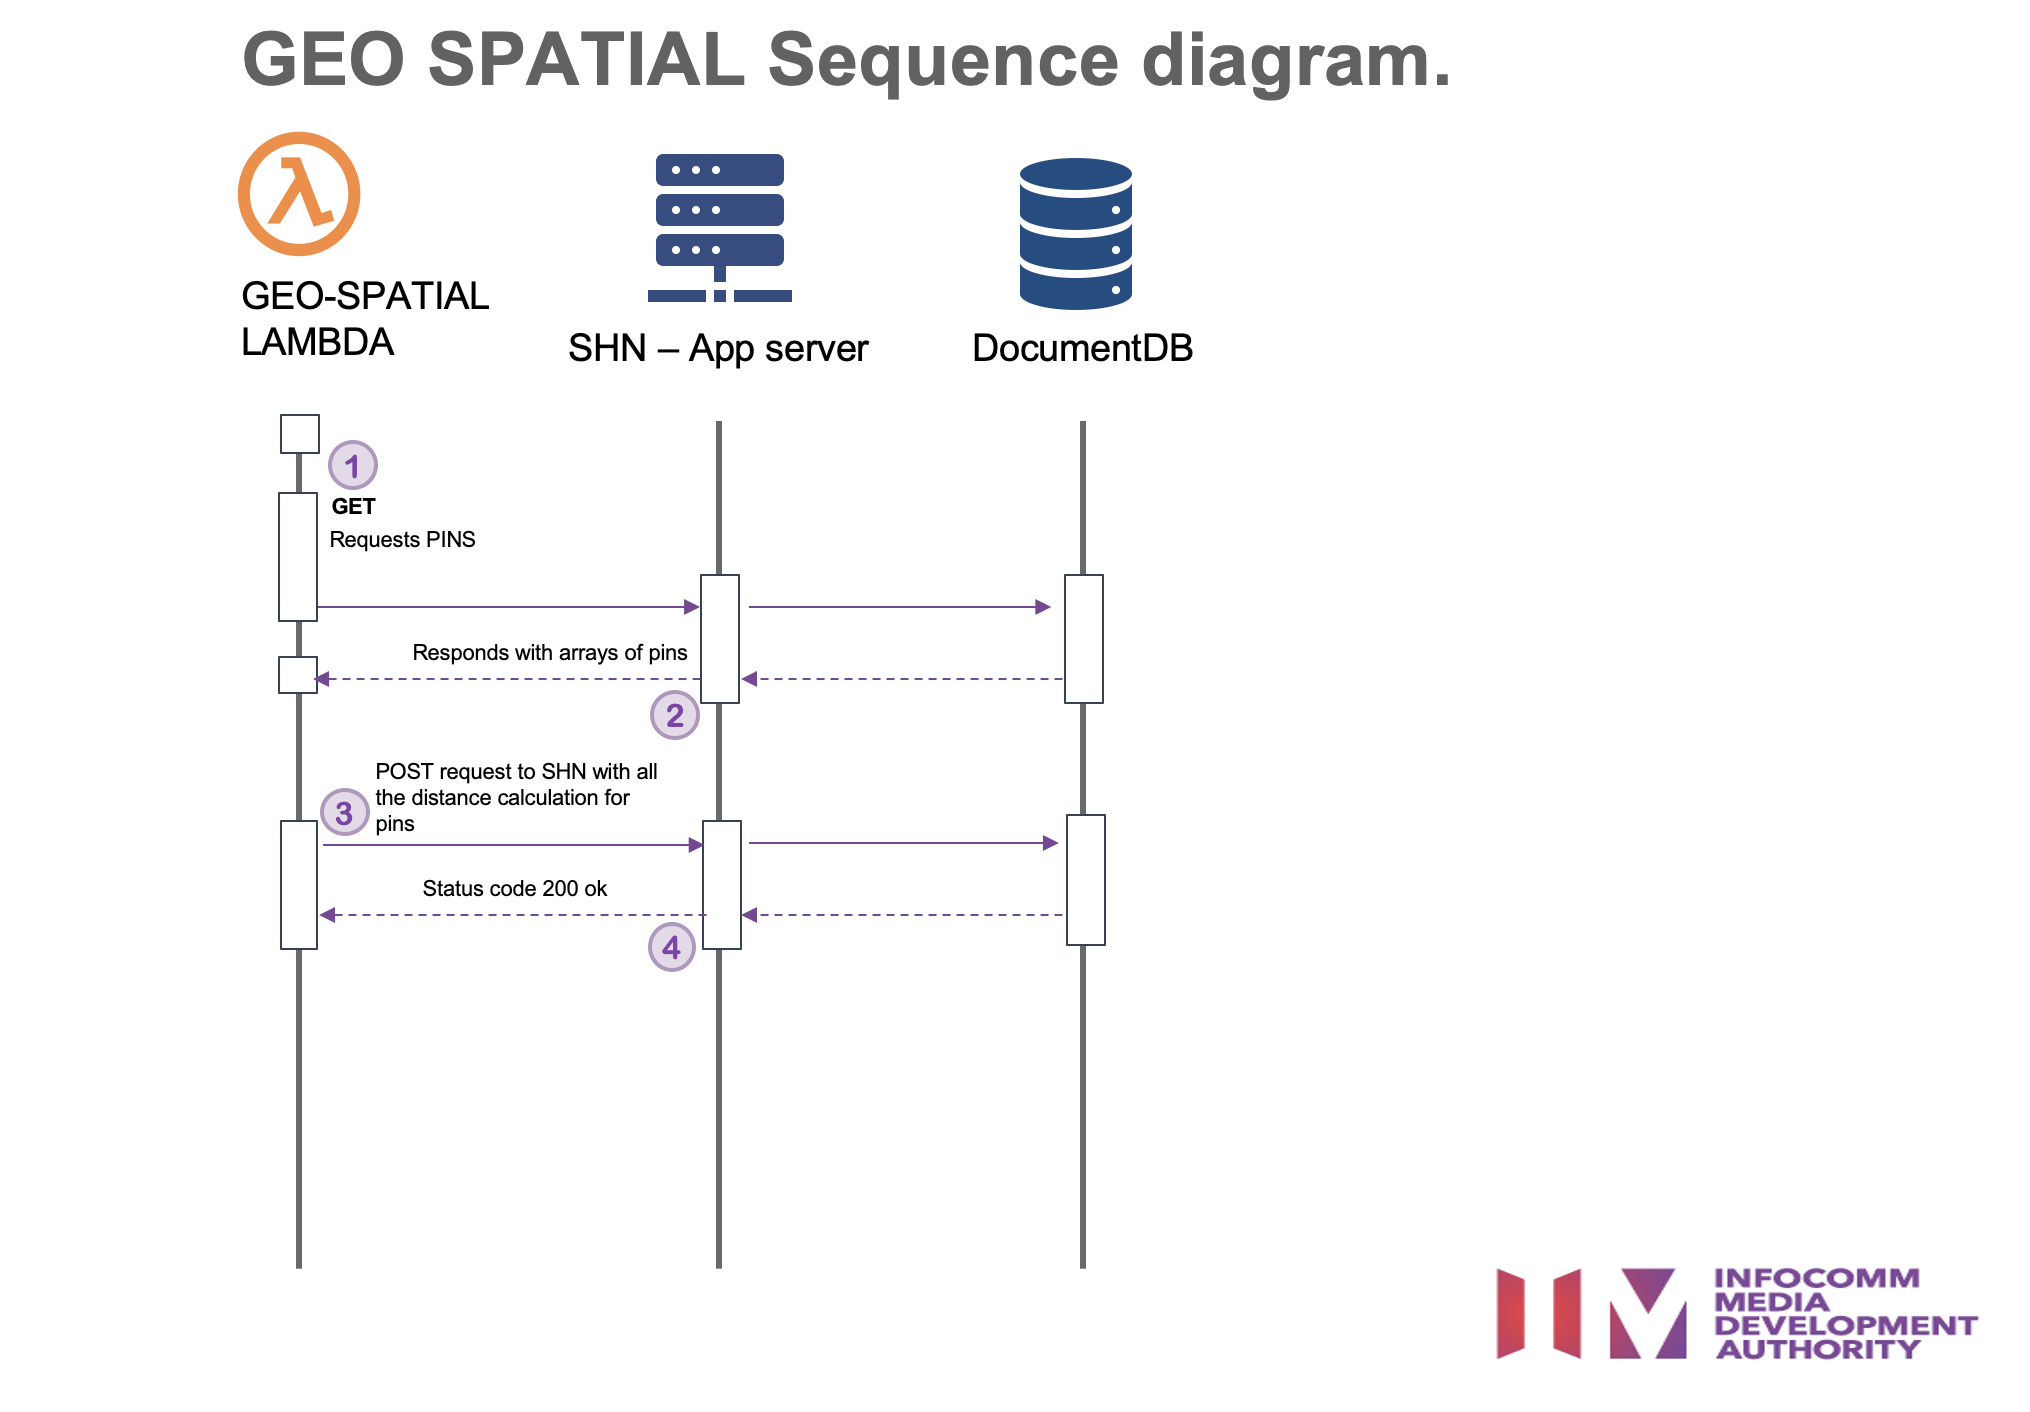 GEO SPATIAL Sequence diagram.
GEO-SPATIAL
LAMBDA
SHN – App server
DocumentDB
1
GET
Requests PINS
Responds with arrays of pins
2
POST request to SHN with all
the distance calculation for
pins
3
Status code 200 ok
4
INFOCOMM
MEDIA
DEVELOPMENT
AUTHORITY